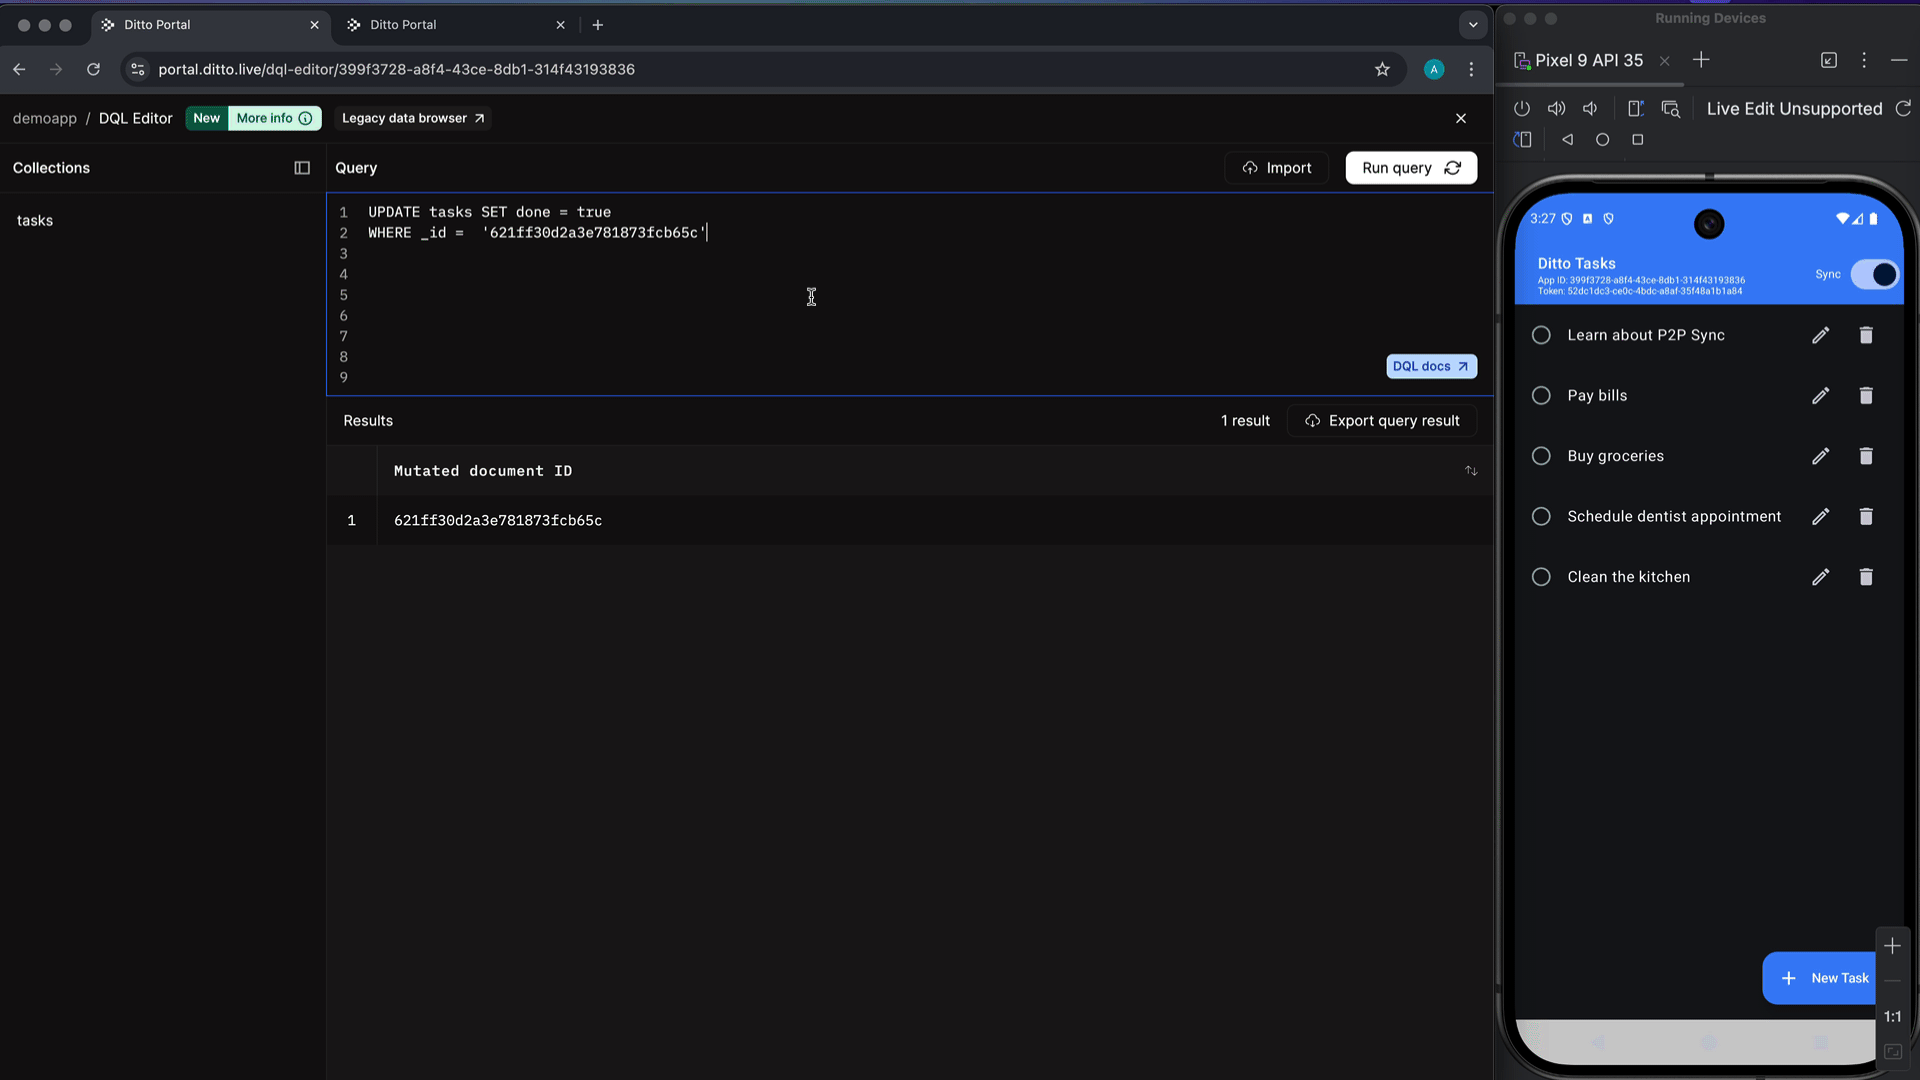 Ditto Portal
Ditto Portal
portal.ditto.live/dql-editor/399f3728-a8f4-43ce-8db1-314f43193836
A
demoapp / DQL Editor
New
More info
Legacy data browser
Collections
tasks
Query
Import
Run query
1 UPDATE tasks SET done = true
2 WHERE _id =  '621ff30d2a3e781873fcb65c'
3
4
5
6
7
8
9
DQL docs
Results
1 result
Export query result
Mutated document ID
1 621ff30d2a3e781873fcb65c
Running Devices
Pixel 9 API 35
Live Edit Unsupported
3:27
Ditto Tasks
App ID: 399f3728-a8f4-43ce-8db1-314f43193836
Token: 52dc1dc3-ce0c-4bdc-a8af-35f48a1b1a84
Sync
Learn about P2P Sync
Pay bills
Buy groceries
Schedule dentist appointment
Clean the kitchen
New Task
1:1